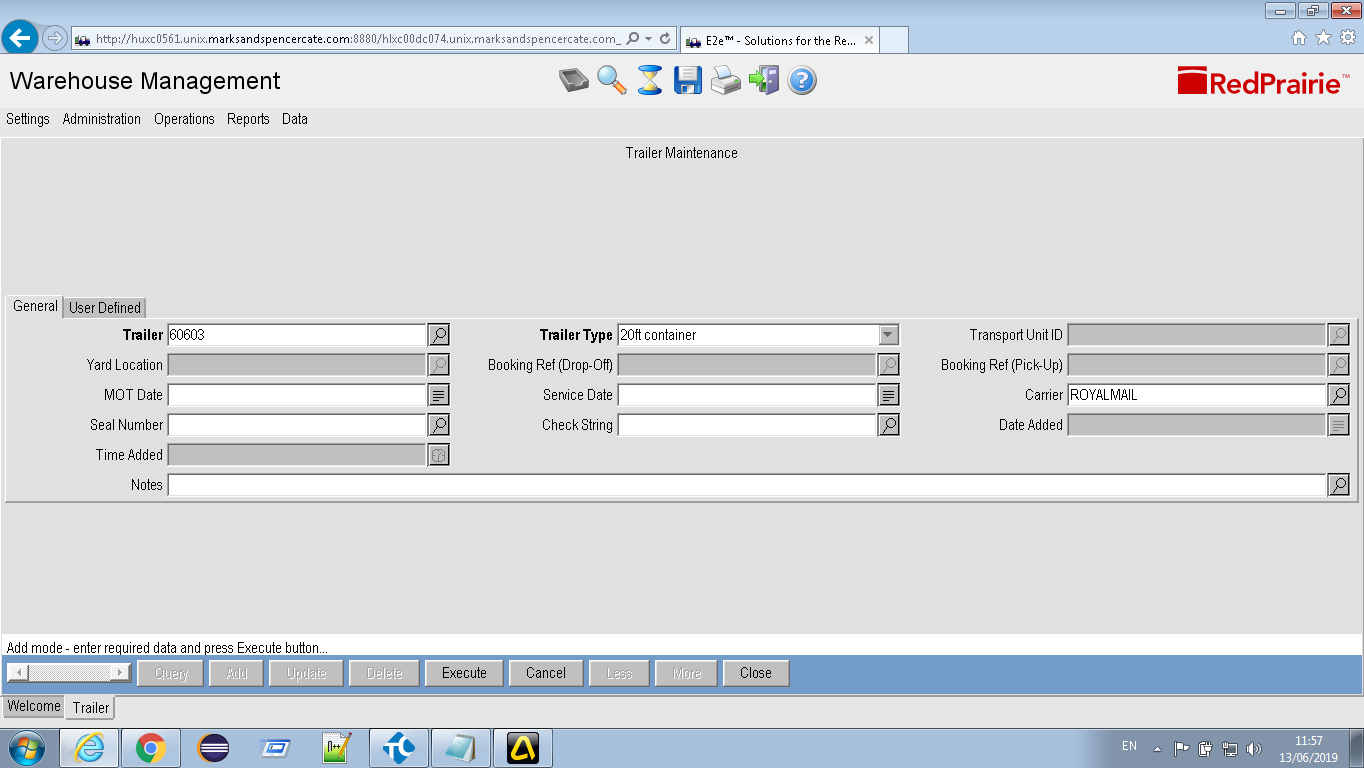 http://huxc0561.unix.marksandspencercate.com:8880/hlxc00dc074.unix.marksandspencercate.com_
E2e™ - Solutions for the Re...
Warehouse Management
RedPrairie™
Settings Administration Operations Reports Data
Trailer Maintenance
General User Defined
Trailer 60603 Trailer Type 20ft container Transport Unit ID
Yard Location Booking Ref (Drop-Off) Booking Ref (Pick-Up)
MOT Date Service Date Carrier ROYALMAIL
Seal Number Check String Date Added
Time Added
Notes
Add mode - enter required data and press Execute button...
Query Add Update Delete Execute Cancel Less More Close
Welcome Trailer
EN 11:57
13/06/2019